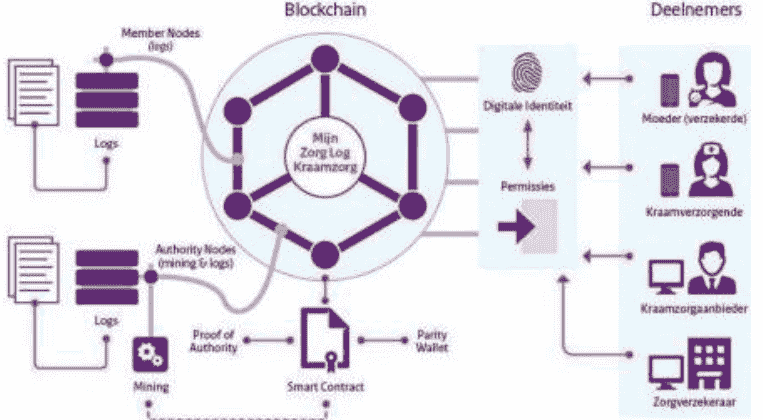 Blockchain
Deelnemers
Member Nodes
(logs)
Logs
Mijn
Zorg Log
Kraamzorg
Digitale Identiteit
Permissies
Moeder (verzekerde)
Kraamverzorgende
Kraamzorgaanbieder
Zorgverzekeraar
Authority Nodes
(mining & logs)
Logs
Mining
Proof of
Authority
Smart Contract
Parity
Wallet